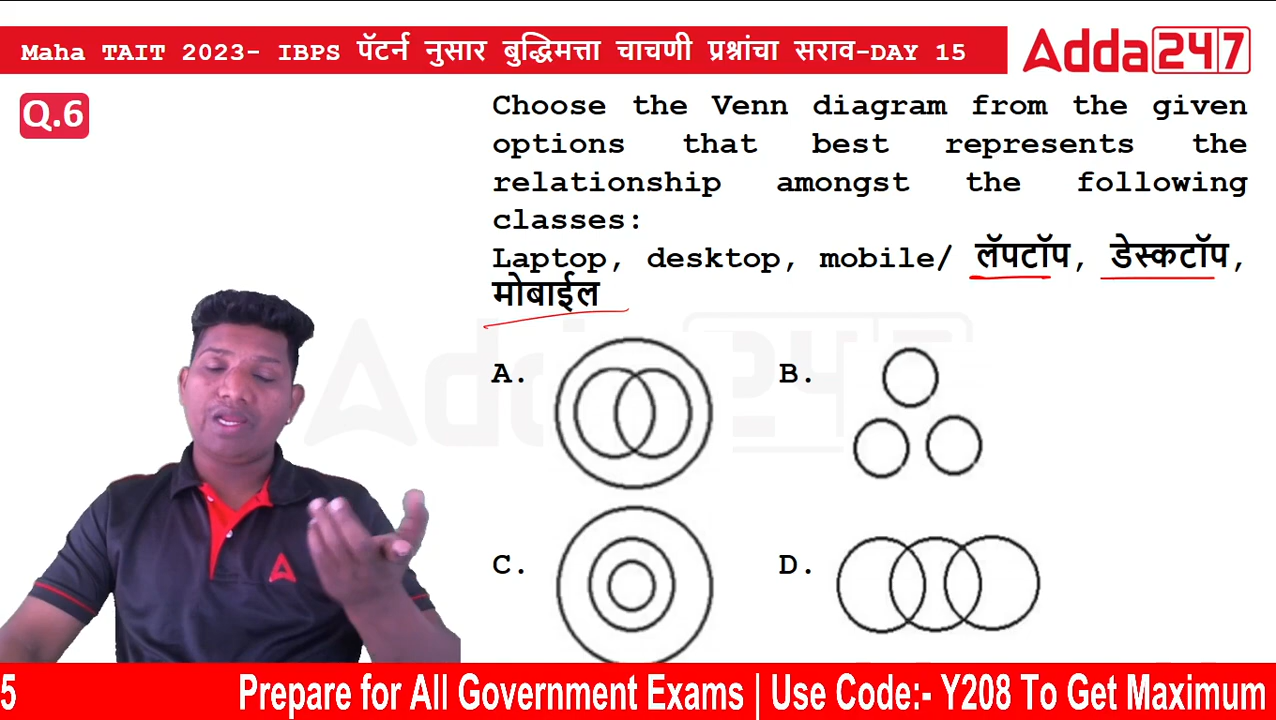 Maha TAIT 2023- IBPS पॅटर्न नुसार बुद्धिमत्ता चाचणी प्रश्नांचा सराव-DAY 15
Adda247
Q.6
Choose the Venn diagram from the given
options that best represents the
relationship amongst the following
classes:
Laptop, desktop, mobile/ लॅपटॉप, डेस्कटॉप,
मोबाईल
A.
B.
C.
D.
5 Prepare for All Government Exams | Use Code:- Y208 To Get Maximum